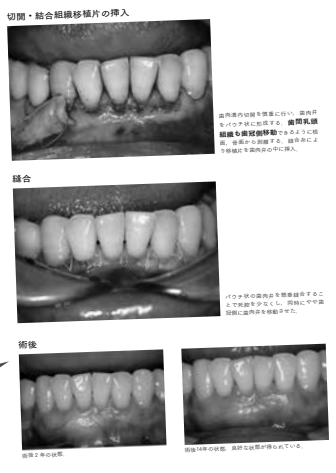 切開・結合組織移植片の挿入
歯肉溝内切開を慎重に行い、歯肉弁
をパウチ状に形成する。歯間乳頭
組織も歯冠側移動できるように極
面、唇面から剥離する。縫合糸によ
り移植片を歯肉弁の中に挿入。
縫合
パウチ状の歯肉弁を懸垂縫合するこ
とで死腔を少なくし、同時にやや歯
冠側に歯肉弁を移動させた。
術後
術後2年の状態。
術後14年の状態。良好な状態が得られている。